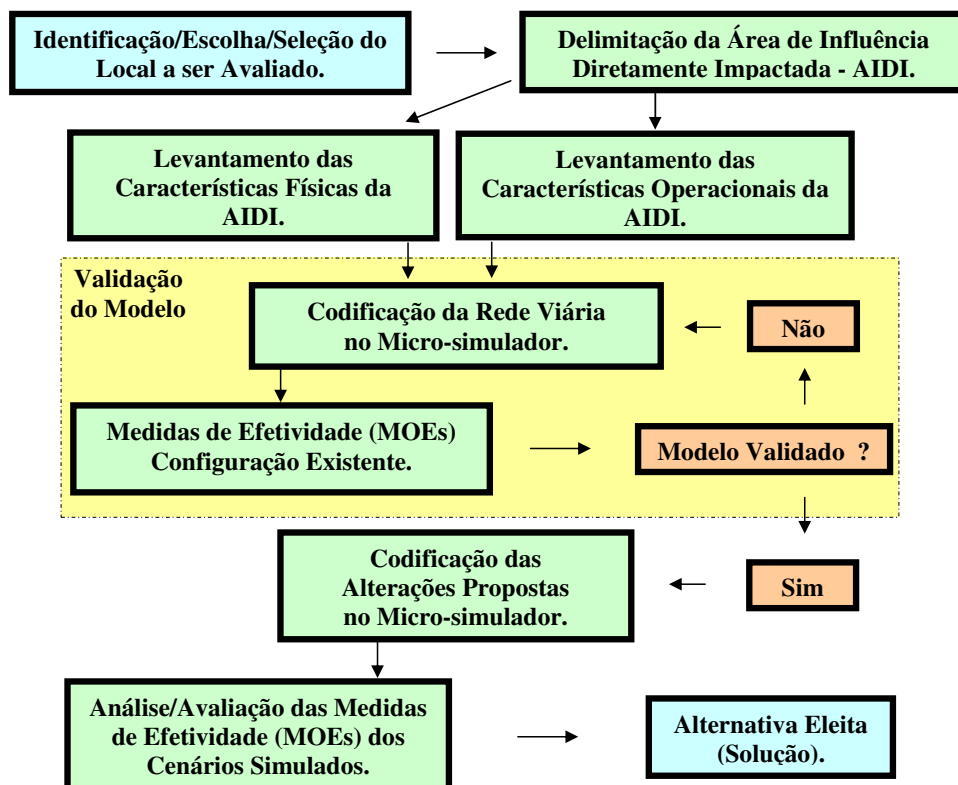 Identificação/Escolha/Seleção do
Local a ser Avaliado.
Delimitação da Área de Influência
Diretamente Impactada - AIDI.
Levantamento das
Características Físicas da
AIDI.
Levantamento das
Características Operacionais da
AIDI.
Validação
do Modelo
Codificação da Rede Viária
no Micro-simulador.
Não
Medidas de Efetividade (MOEs)
Configuração Existente.
Modelo Validado ?
Codificação das
Alterações Propostas
no Micro-simulador.
Sim
Análise/Avaliação das Medidas
de Efetividade (MOEs) dos
Cenários Simulados.
Alternativa Eleita
(Solução).